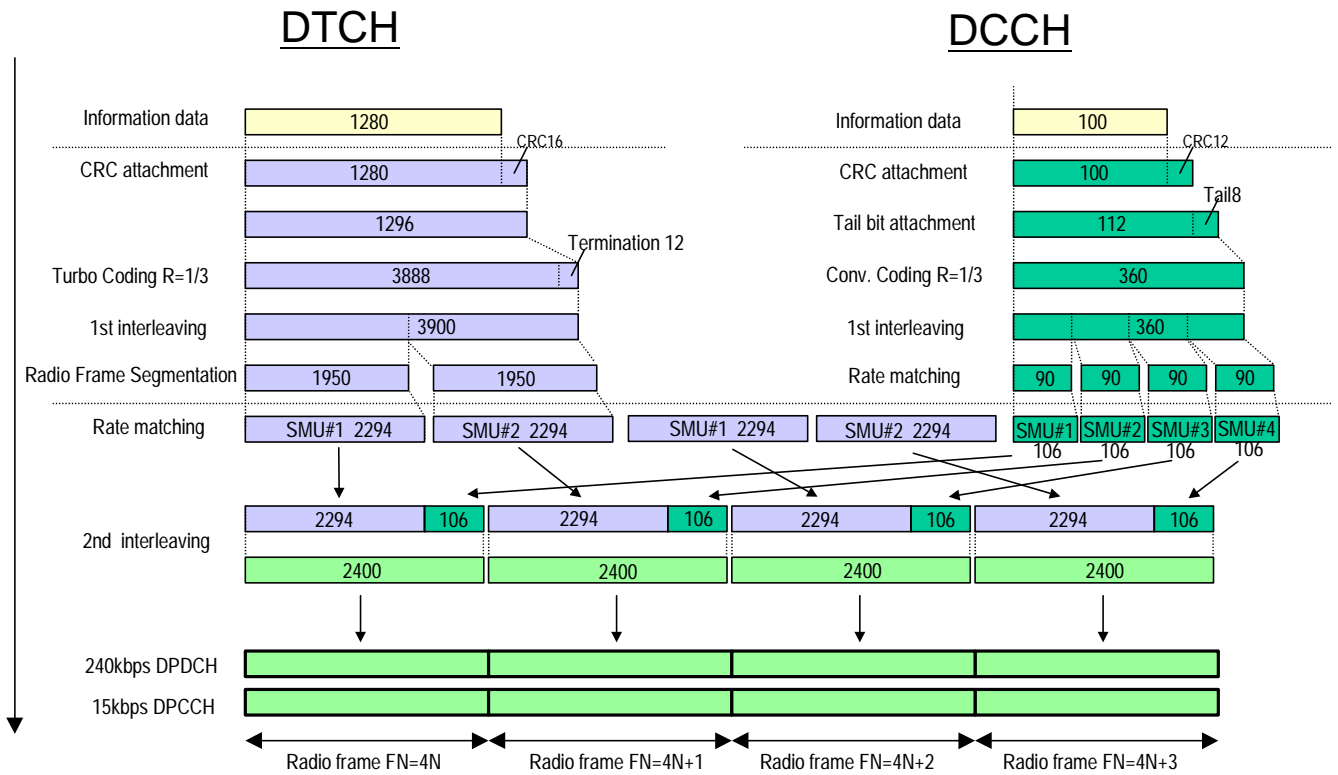 DTCH
DCCH
Information data
1280
CRC16
CRC attachment
1280
1296
Termination 12
Turbo Coding R=1/3
3888
1st interleaving
3900
Radio Frame Segmentation
1950 1950
Rate matching
SMU#1 2294 SMU#2 2294 SMU#1 2294 SMU#2 2294
Information data
100
CRC12
CRC attachment
100
Tail8
Tail bit attachment
112
Conv. Coding R=1/3
360
1st interleaving
360
Rate matching
90 90 90 90
SMU#1 SMU#2 SMU#3 SMU#4
106 106 106 106
2294 106 2294 106 2294 106 2294 106
2nd interleaving
2400 2400 2400 2400
240kbps DPDCH
15kbps DPCCH
Radio frame FN=4N Radio frame FN=4N+1 Radio frame FN=4N+2 Radio frame FN=4N+3